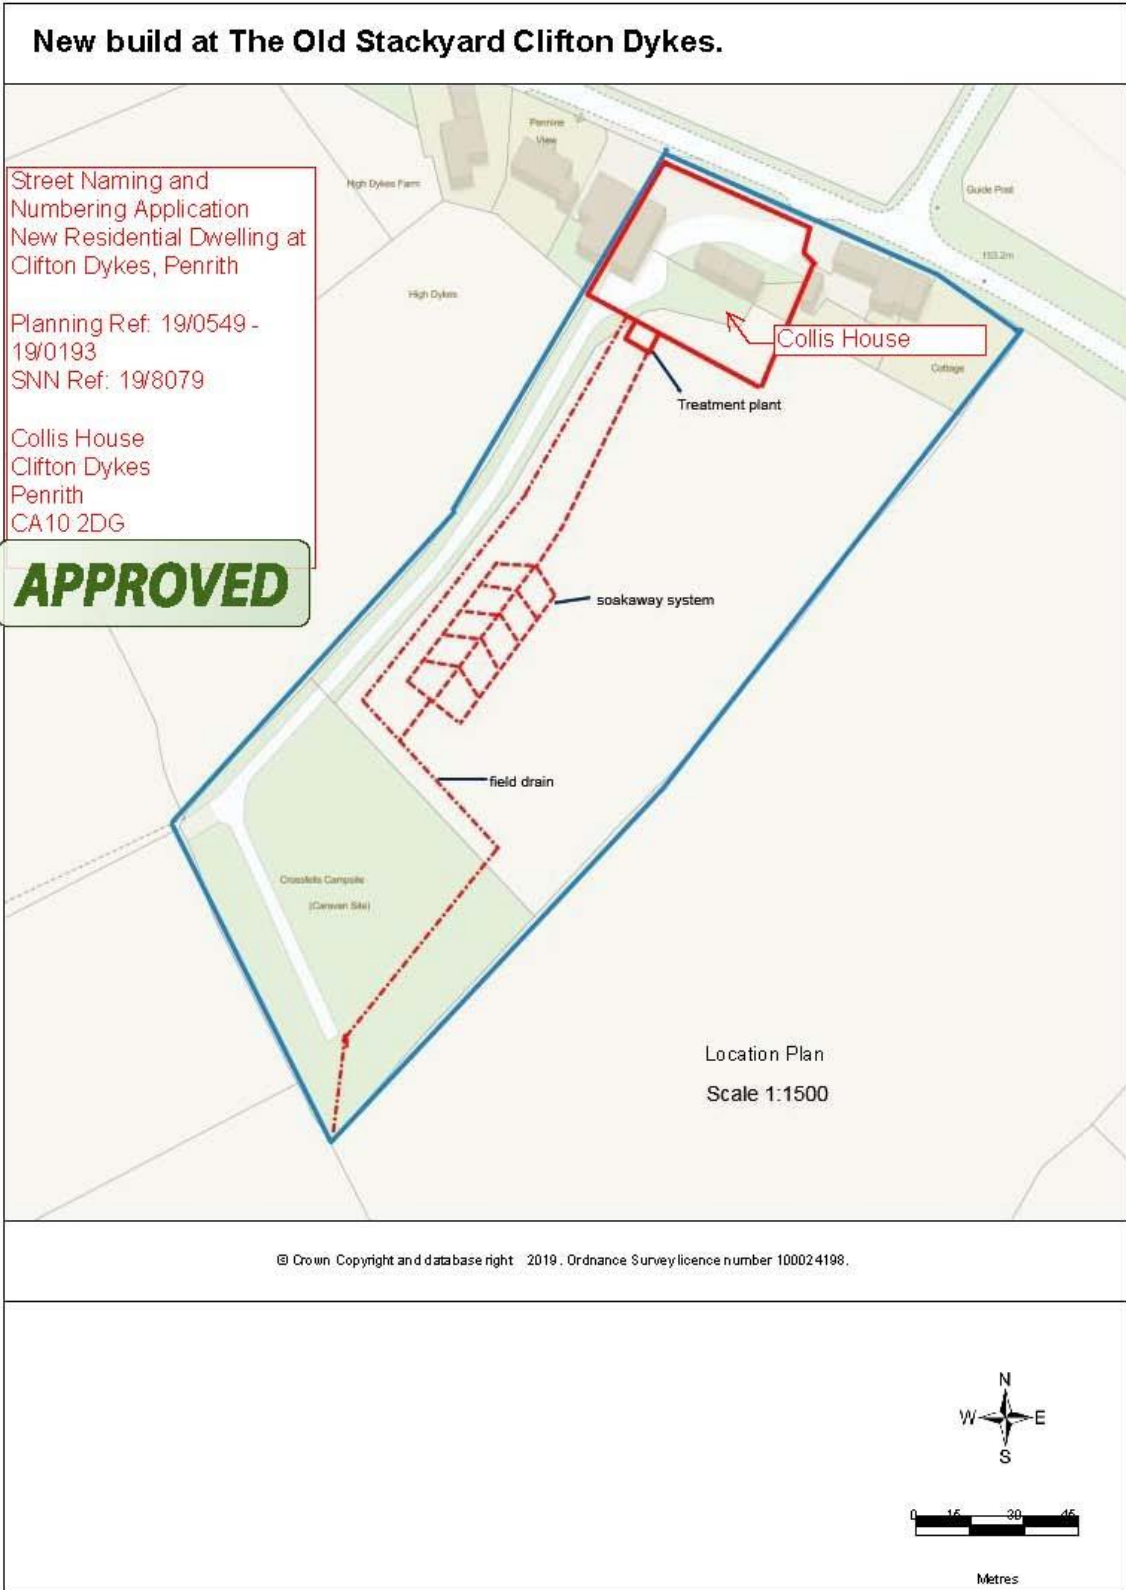 New build at The Old Stackyard Clifton Dykes.
Street Naming and
Numbering Application
New Residential Dwelling at
Clifton Dykes, Penrith
Planning Ref: 19/0549 -
19/0193
SNN Ref: 19/8079
Collis House
Clifton Dykes
Penrith
CA10 2DG
APPROVED
Pennine
View
High Dykes Farm
Guide Post
153.2m
High Dykes
Collis House
Cottage
Treatment plant
soakaway system
field drain
Crossfells Campsite
(Caravan Site)
Location Plan
Scale 1:1500
© Crown Copyright and database right 2019. Ordnance Survey licence number 100024198.
N
W E
S
0 15 30 45
Metres